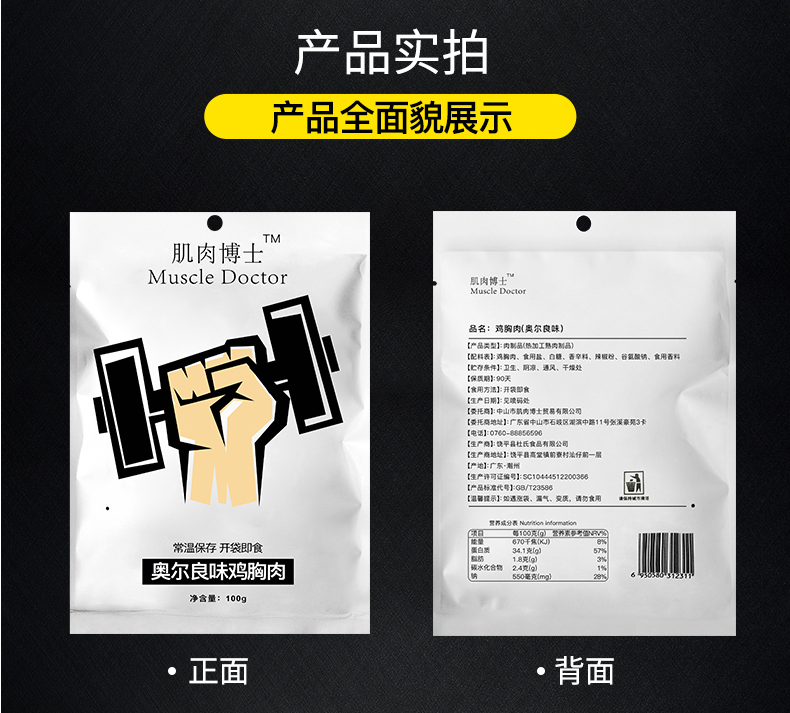 产品实拍
产品全面貌展示
肌肉博士™
Muscle Doctor
常温保存 开袋即食
奥尔良味鸡胸肉
净含量：100g
• 正面
肌肉博士™
Muscle Doctor
品名：鸡胸肉(奥尔良味)
【产品类型】：肉制品(热加工熟肉制品)
【配料表】：鸡胸肉、食用盐、白糖、香辛料、辣椒粉、谷氨酸钠、食用香料
【贮存条件】：卫生、阴凉、通风、干燥处
【保质期】：90天
【食用方法】：开袋即食
【生产日期】：见喷码处
【委托商】：中山市肌肉博士贸易有限公司
【委托商地址】：广东省中山市石岐区湖滨中路11号张溪豪苑3卡
【电话】：0760-88856596
【生产商】：饶平县杜氏食品有限公司
【生产商地址】：饶平县高堂镇前寮村汕仔前一层
【产地】：广东·潮州
【生产许可证编号】：SC10444512200366
【产品标准代号】：GB/T23586
【温馨提示】：如遇涨袋、漏气、变质，请勿食用
请保持城市清洁
营养成分表 Nutrition information
项目 每100克(g) 营养素参考值NRV%
能量 670千焦(KJ) 8%
蛋白质 34.1克(g) 57%
脂肪 1.8克(g) 3%
碳水化合物 2.4克(g) 1%
钠 550毫克(mg) 28%
6 950580 312311
• 背面